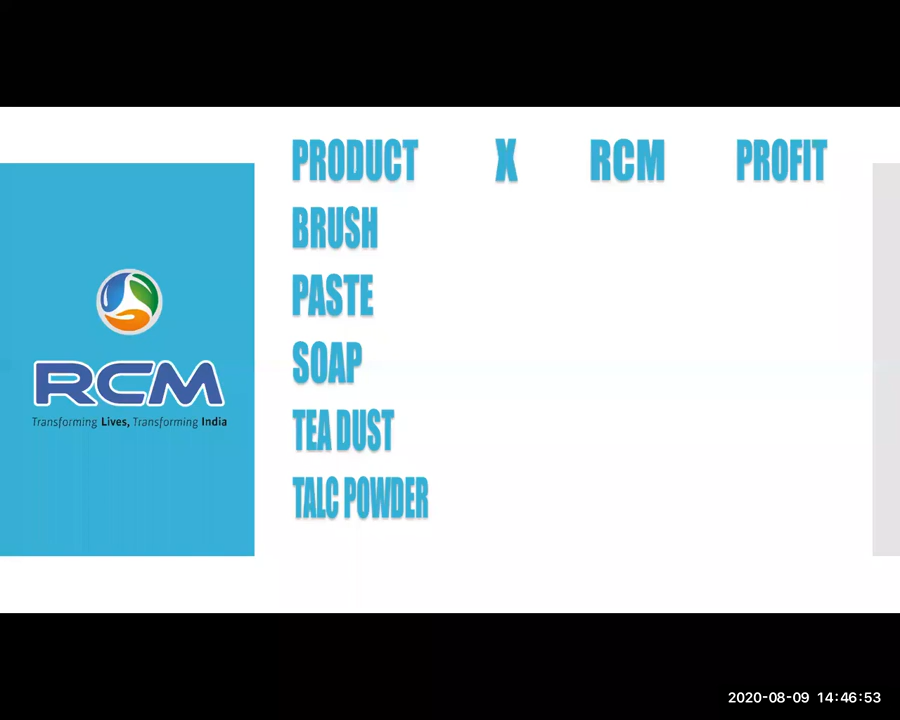 PRODUCT X RCM PROFIT
BRUSH
PASTE
SOAP
TEA DUST
TALC POWDER
RCM
Transforming Lives, Transforming India
2020-08-09 14:46:53